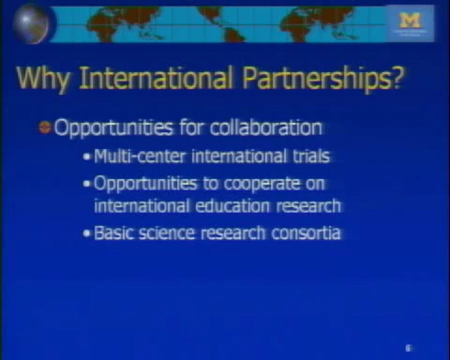 M
Why International Partnerships?
Opportunities for collaboration
• Multi-center international trials
• Opportunities to cooperate on
international education research
• Basic science research consortia
6